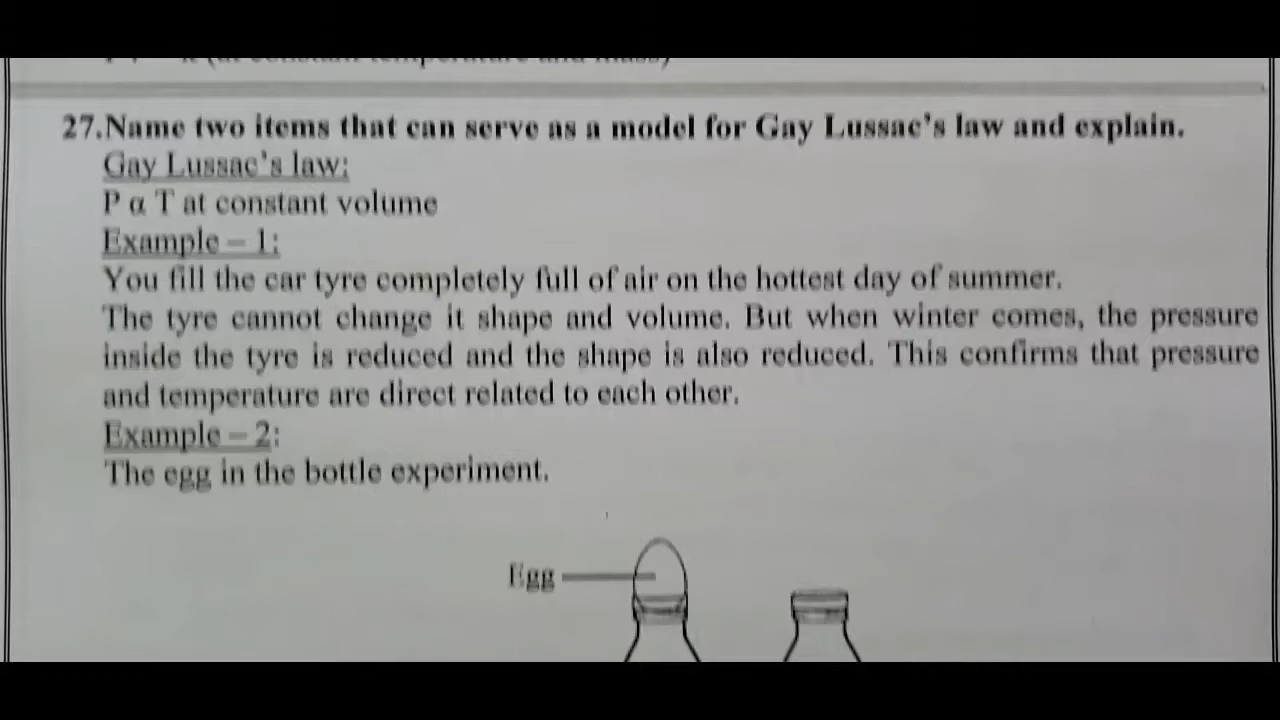 27.Name two items that can serve as a model for Gay Lussac's law and explain.
Gay Lussac's law:
P α T at constant volume
Example – 1:
You fill the car tyre completely full of air on the hottest day of summer.
The tyre cannot change it shape and volume. But when winter comes, the pressure
inside the tyre is reduced and the shape is also reduced. This confirms that pressure
and temperature are direct related to each other.
Example – 2:
The egg in the bottle experiment.
Egg